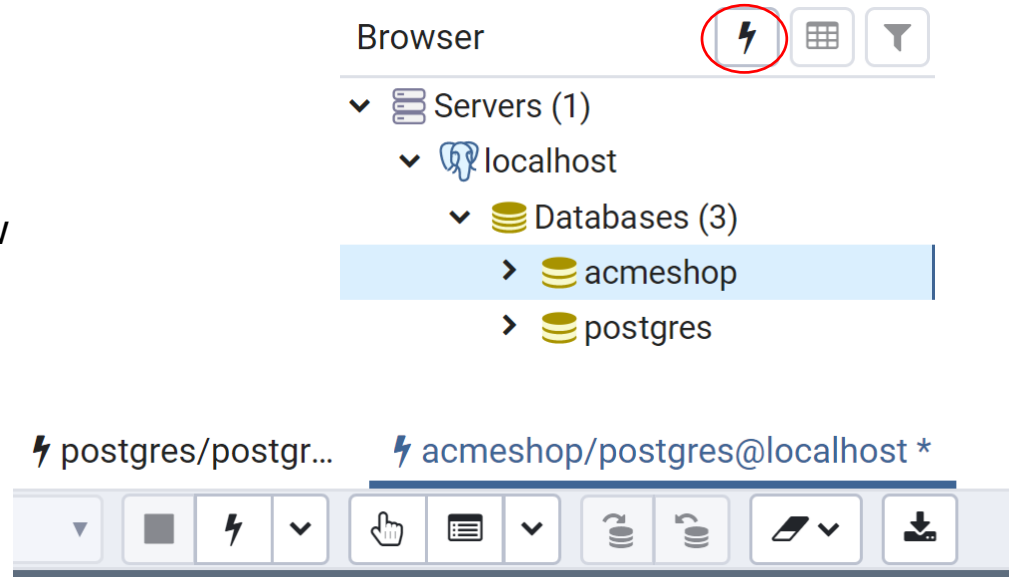 Browser
Servers (1)
localhost
Databases (3)
acmeshop
postgres
postgres/postgr...
acmeshop/postgres@localhost *